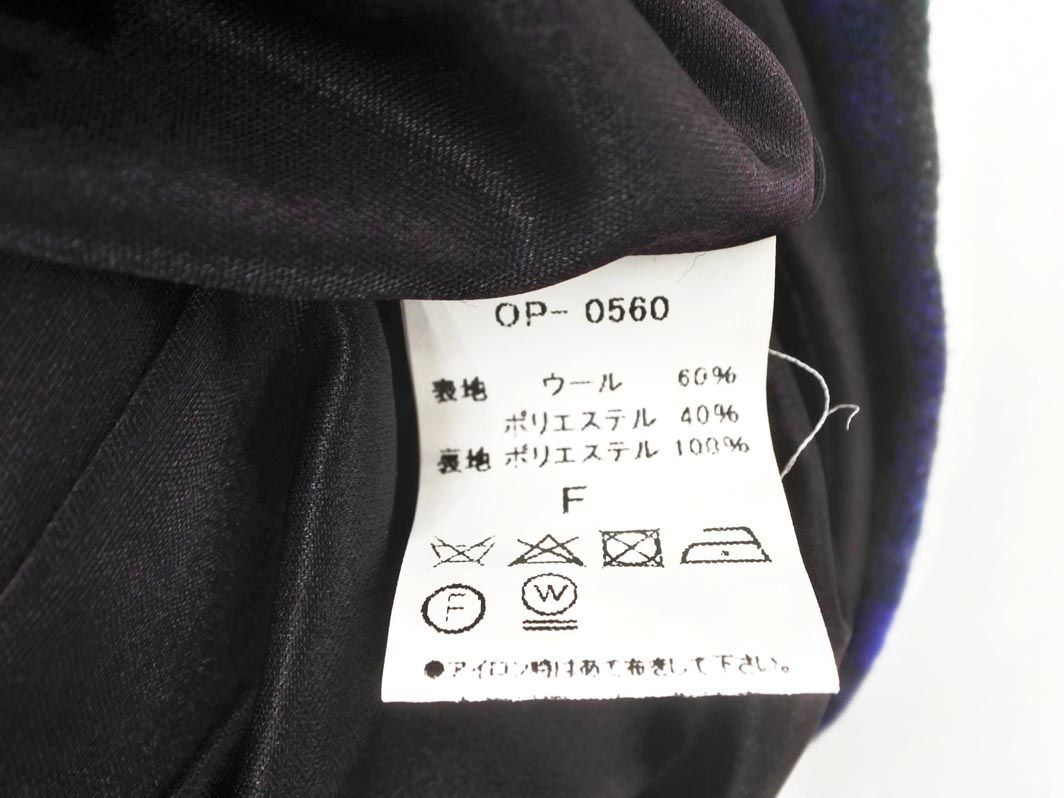 OP- 0560
表地 ウール 60%
ポリエステル 40%
裏地 ポリエステル 100%
F
F W
●アイロン時はあて布をして下さい。